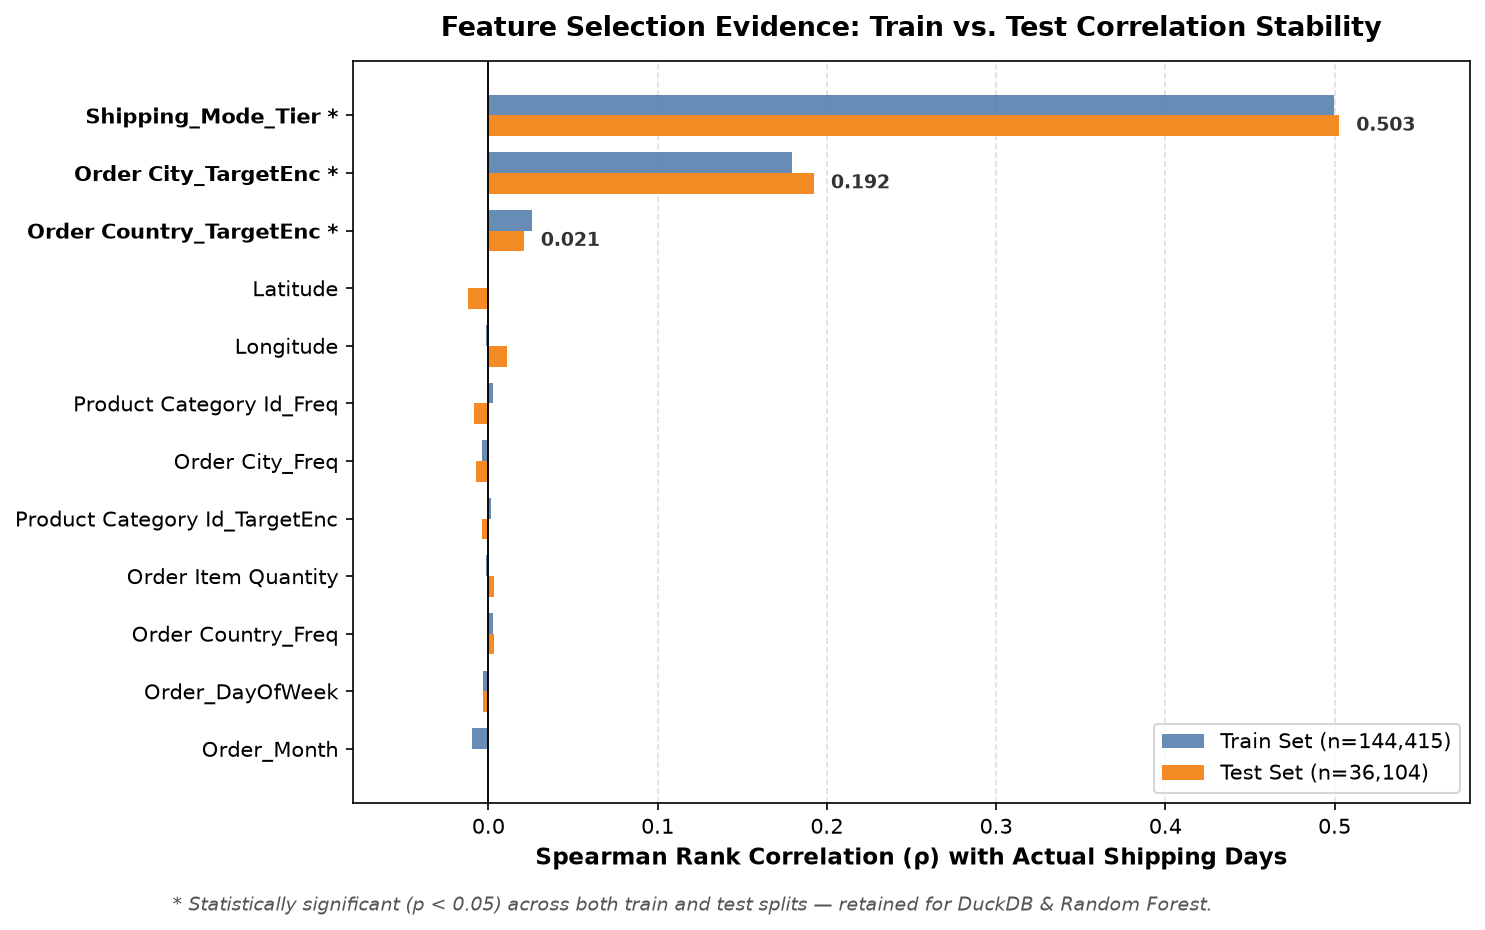 Feature Selection Evidence: Train vs. Test Correlation Stability
Shipping_Mode_Tier *
0.503
Order City_TargetEnc *
0.192
Order Country_TargetEnc *
0.021
Latitude
Longitude
Product Category Id_Freq
Order City_Freq
Product Category Id_TargetEnc
Order Item Quantity
Order Country_Freq
Order_DayOfWeek
Order_Month
Train Set (n=144,415)
Test Set (n=36,104)
0.0 0.1 0.2 0.3 0.4 0.5
Spearman Rank Correlation (ρ) with Actual Shipping Days
* Statistically significant (p < 0.05) across both train and test splits — retained for DuckDB & Random Forest.